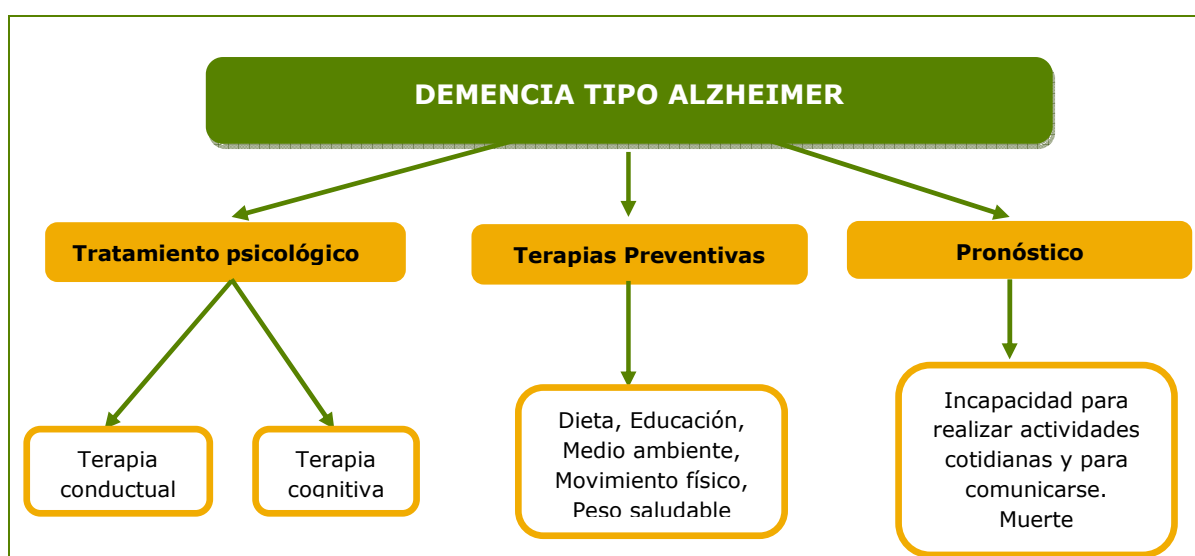 DEMENCIA TIPO ALZHEIMER
Tratamiento psicológico
Terapias Preventivas
Pronóstico
Terapia
conductual
Terapia
cognitiva
Dieta, Educación,
Medio ambiente,
Movimiento físico,
Peso saludable
Incapacidad para
realizar actividades
cotidianas y para
comunicarse.
Muerte